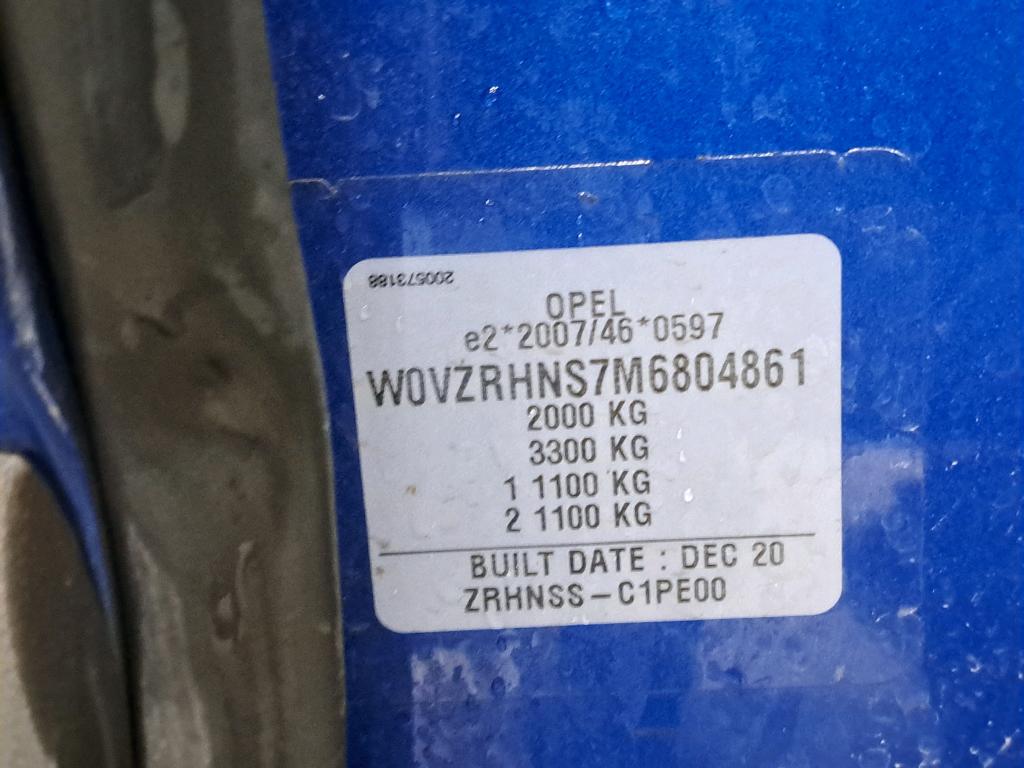 200573188
OPEL
e2*2007/46*0597
W0VZRHNS7M6804861
2000 KG
3300 KG
1 1100 KG
2 1100 KG
BUILT DATE : DEC 20
ZRHNSS-C1PE00